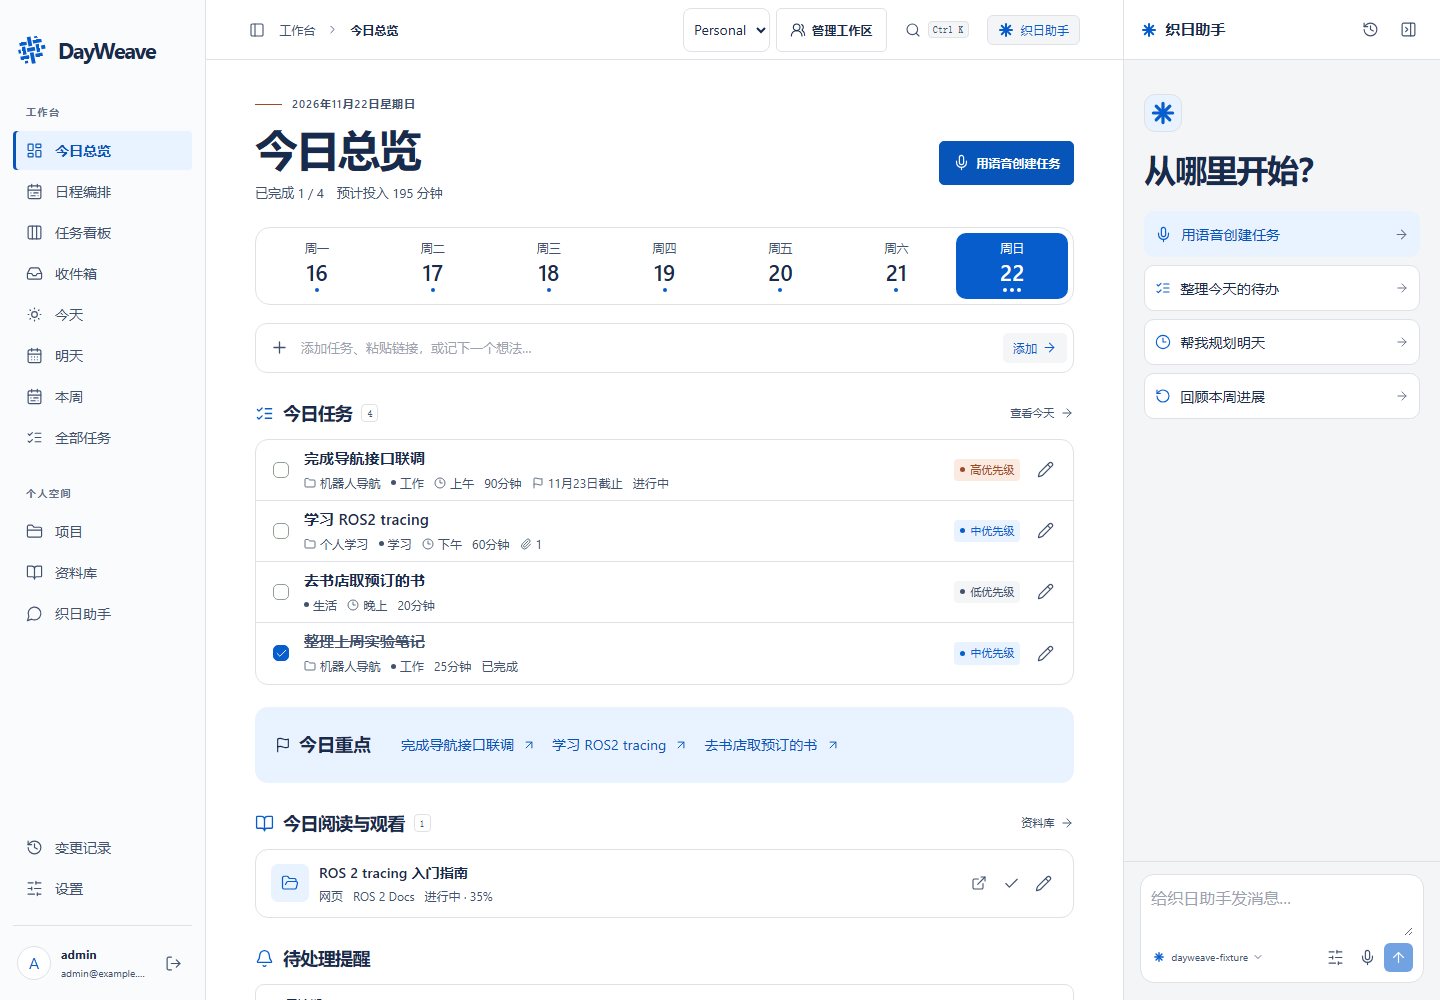 DayWeave
工作台
今日总览
日程编排
任务看板
收件箱
今天
明天
本周
全部任务
个人空间
项目
资料库
织日助手
变更记录
设置
A
admin
admin@example....
工作台 > 今日总览
Personal
管理工作区
Ctrl K
织日助手
2026年11月22日星期日
今日总览
已完成 1 / 4 预计投入 195 分钟
用语音创建任务
周一 周二 周三 周四 周五 周六 周日
16 17 18 19 20 21 22
添加任务、粘贴链接，或记下一个想法...
添加
今日任务 4
查看今天
完成导航接口联调
机器人导航 工作 上午 90分钟 11月23日截止 进行中
高优先级
学习 ROS2 tracing
个人学习 学习 下午 60分钟 1
中优先级
去书店取预订的书
生活 晚上 20分钟
低优先级
整理上周实验笔记
机器人导航 工作 25分钟 已完成
中优先级
今日重点 完成导航接口联调 学习 ROS2 tracing 去书店取预订的书
今日阅读与观看 1
资料库
ROS 2 tracing 入门指南
网页 ROS 2 Docs 进行中 · 35%
待处理提醒
织日助手
从哪里开始？
用语音创建任务
整理今天的待办
帮我规划明天
回顾本周进展
给织日助手发消息...
dayweave-fixture